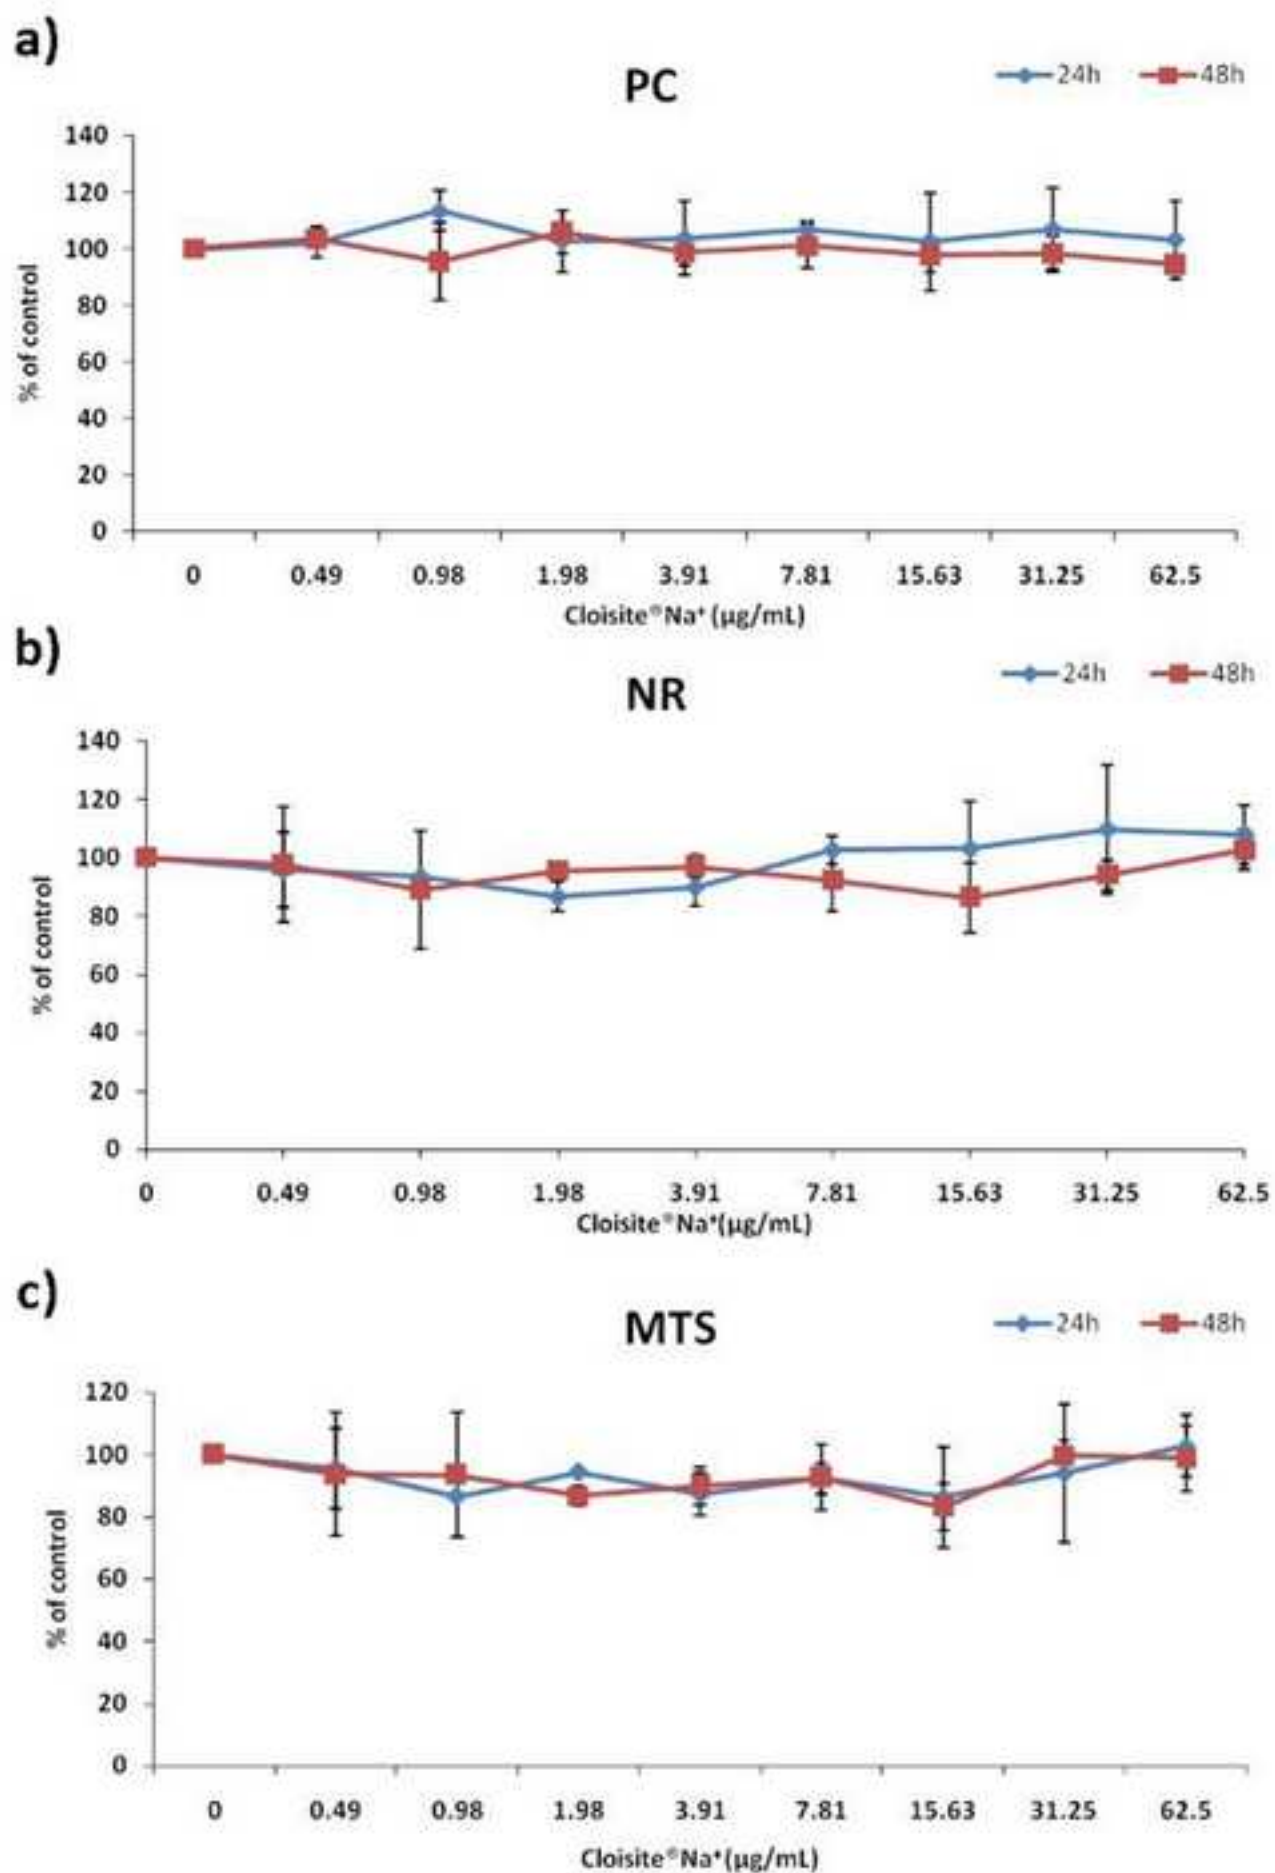 a)
PC
24h 48h
140
120
100
80
60
40
20
0
% of control
0 0.49 0.98 1.98 3.91 7.81 15.63 31.25 62.5
Cloisite®Na⁺ (µg/mL)
b)
NR
24h 48h
140
120
100
80
60
40
20
0
% of control
0 0.49 0.98 1.98 3.91 7.81 15.63 31.25 62.5
Cloisite®Na⁺(µg/mL)
c)
MTS
24h 48h
120
100
80
60
40
20
0
% of control
0 0.49 0.98 1.98 3.91 7.81 15.63 31.25 62.5
Cloisite®Na⁺(µg/mL)